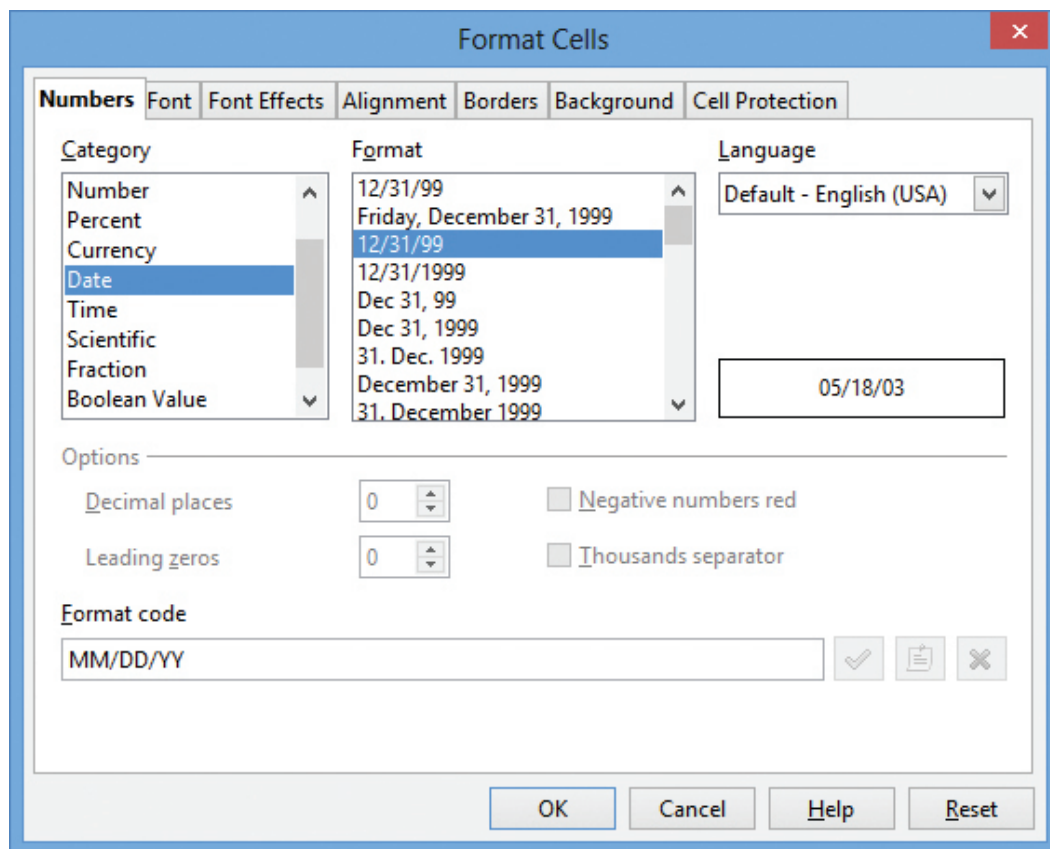 Format Cells
Numbers Font Font Effects Alignment Borders Background Cell Protection
Category
Number
Percent
Currency
Date
Time
Scientific
Fraction
Boolean Value
Format
12/31/99
Friday, December 31, 1999
12/31/99
12/31/1999
Dec 31, 99
Dec 31, 1999
31. Dec. 1999
December 31, 1999
31. December 1999
Language
Default - English (USA)
05/18/03
Options
Decimal places 0 Negative numbers red
Leading zeros 0 Thousands separator
Format code
MM/DD/YY
OK Cancel Help Reset